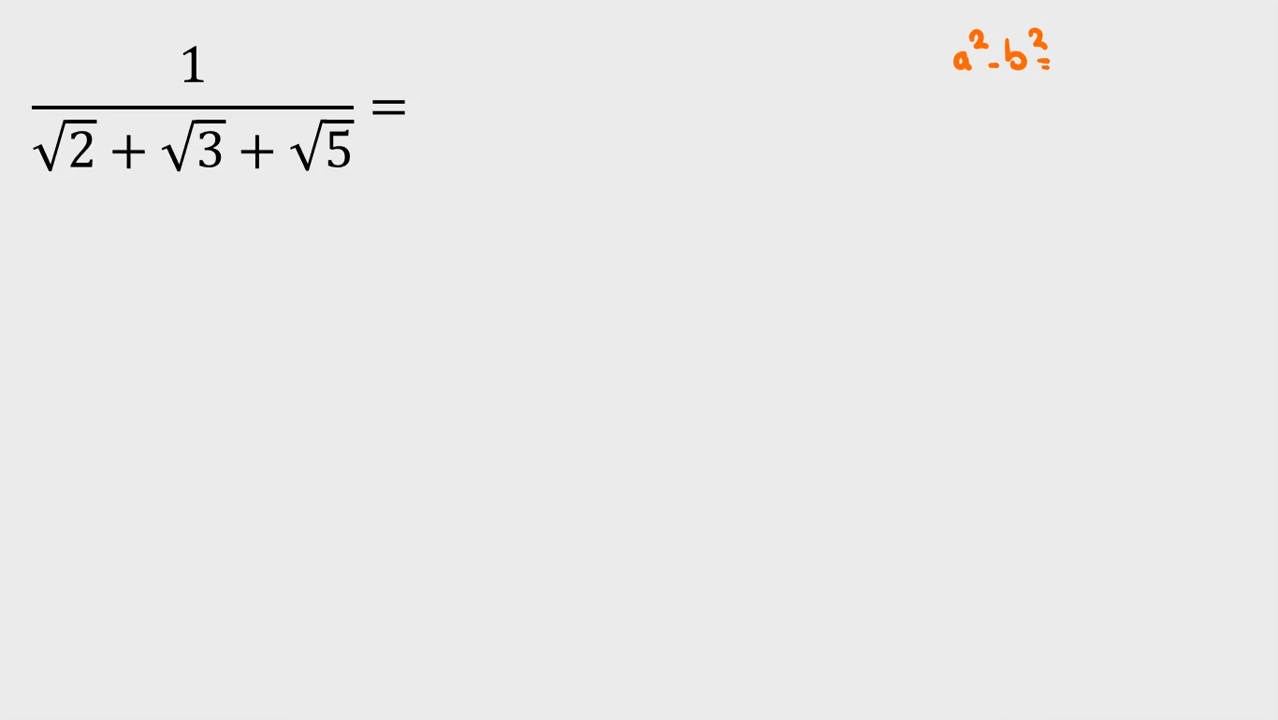 1
√2 + √3 + √5 =
a² - b² =